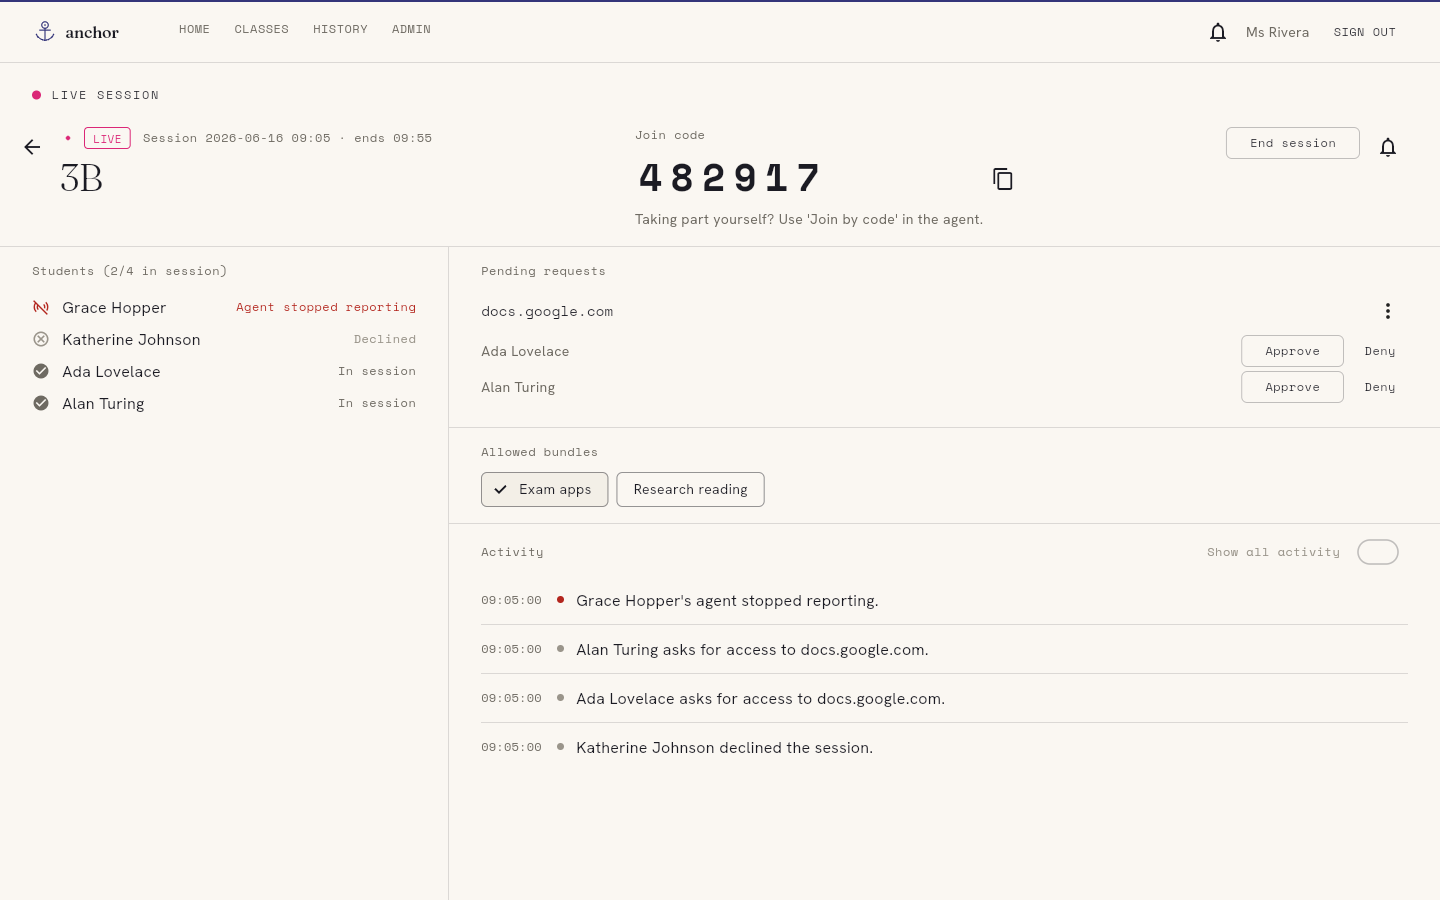 anchor
HOME CLASSES HISTORY ADMIN
Ms Rivera
SIGN OUT
LIVE SESSION
LIVE Session 2026-06-16 09:05 · ends 09:55
3B
Join code
482917
Taking part yourself? Use 'Join by code' in the agent.
End session
Students (2/4 in session)
Grace Hopper Agent stopped reporting
Katherine Johnson Declined
Ada Lovelace In session
Alan Turing In session
Pending requests
docs.google.com
Ada Lovelace Approve Deny
Alan Turing Approve Deny
Allowed bundles
Exam apps Research reading
Activity Show all activity
09:05:00 Grace Hopper's agent stopped reporting.
09:05:00 Alan Turing asks for access to docs.google.com.
09:05:00 Ada Lovelace asks for access to docs.google.com.
09:05:00 Katherine Johnson declined the session.